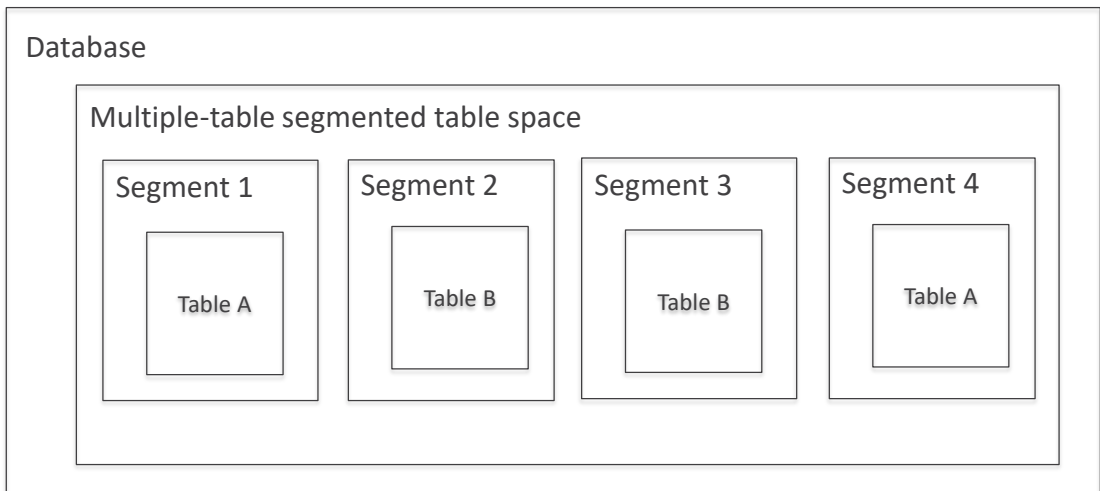 Database
Multiple-table segmented table space
Segment 1
Segment 2
Segment 3
Segment 4
Table A
Table B
Table B
Table A